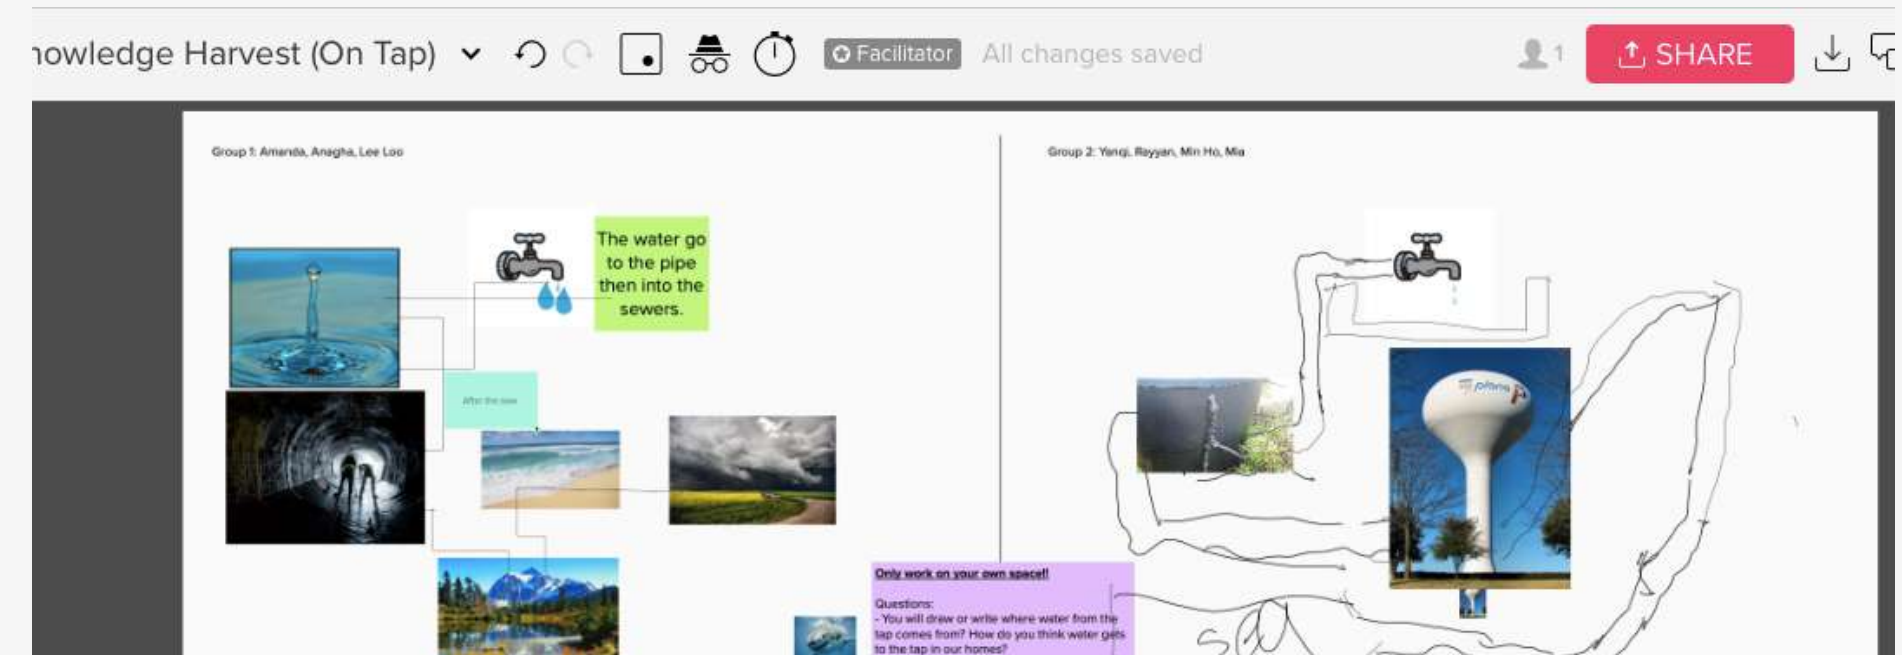 nowledge Harvest (On Tap)
Facilitator
All changes saved
1
SHARE
Group 1: Amanda, Anagha, Lee Loo
Group 2: Yanqi, Rayyan, Min Ho, Mia
The water go
to the pipe
then into the
sewers.
plano
After the
Only work on your own space!!
Questions:
- You will draw or write where water from the
tap comes from? How do you think water gets
to the tap in our homes?